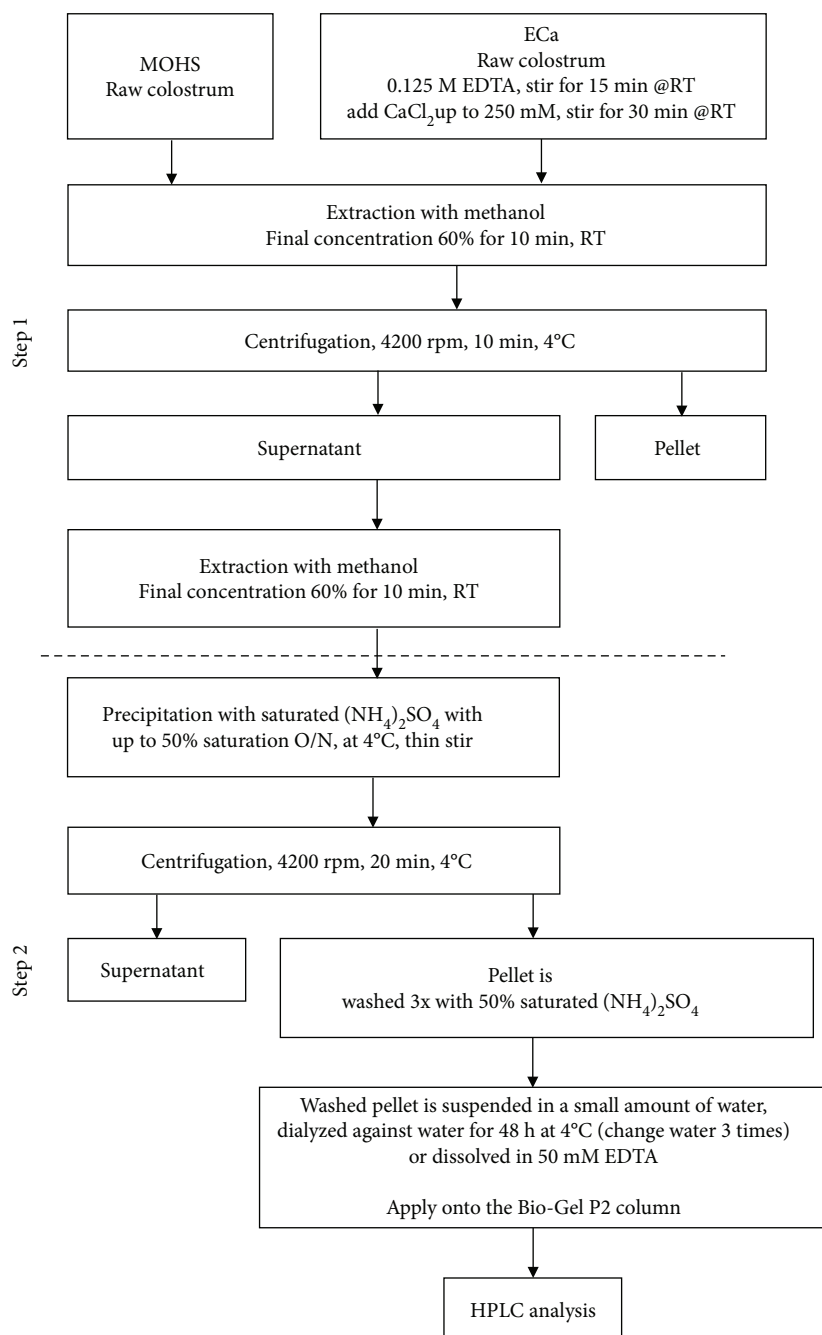 MOHS
Raw colostrum
ECa
Raw colostrum
0.125 M EDTA, stir for 15 min @RT
add CaCl₂up to 250 mM, stir for 30 min @RT
Step 1
Extraction with methanol
Final concentration 60% for 10 min, RT
Centrifugation, 4200 rpm, 10 min, 4°C
Supernatant
Pellet
Extraction with methanol
Final concentration 60% for 10 min, RT
Step 2
Precipitation with saturated (NH₄)₂SO₄ with
up to 50% saturation O/N, at 4°C, thin stir
Centrifugation, 4200 rpm, 20 min, 4°C
Supernatant
Pellet is
washed 3x with 50% saturated (NH₄)₂SO₄
Washed pellet is suspended in a small amount of water,
dialyzed against water for 48 h at 4°C (change water 3 times)
or dissolved in 50 mM EDTA
Apply onto the Bio-Gel P2 column
HPLC analysis